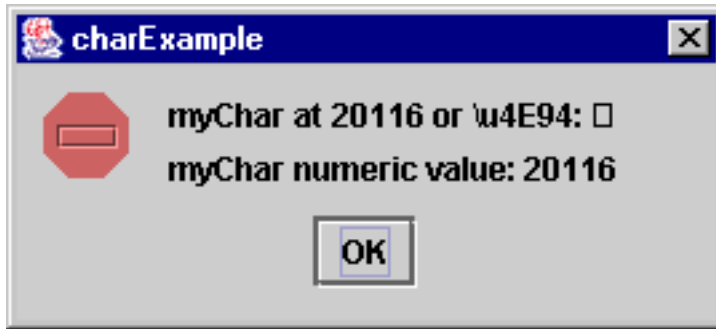 charExample
myChar at 20116 or \u4E94: □
myChar numeric value: 20116
OK